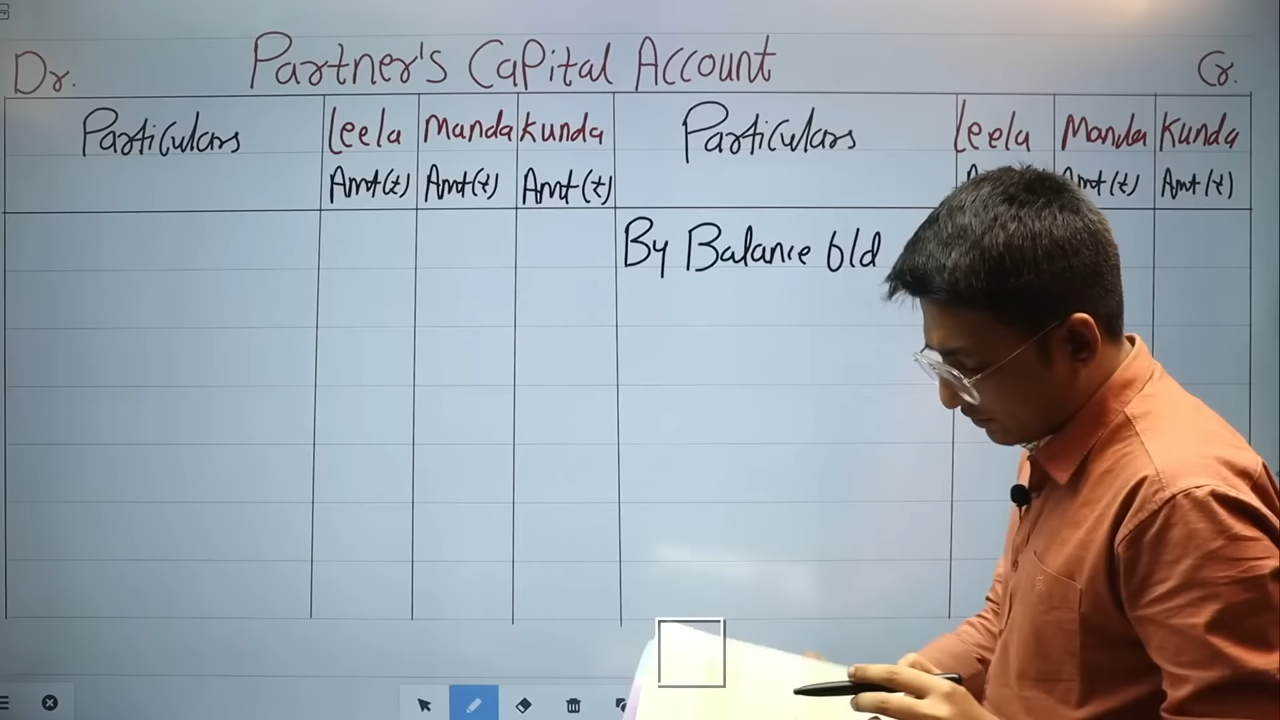 Dr. Partner's Capital Account Cr.
Particulars Leela Manda Kunda Particulars Leela Manda Kunda
Amt(₹) Amt(₹) Amt(₹) Amt(₹) Amt(₹)
By Balance b/d